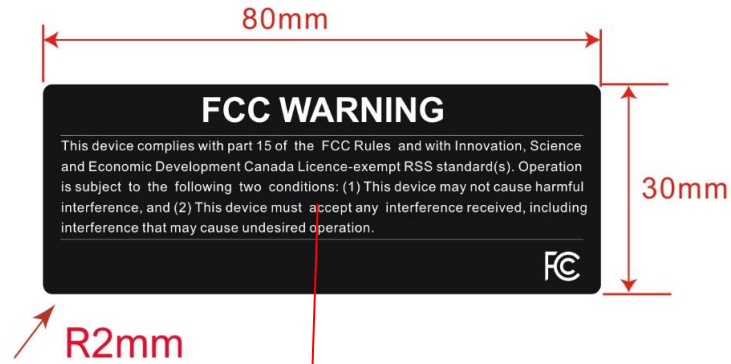 80mm
FCC WARNING
This device complies with part 15 of the FCC Rules and with Innovation, Science
and Economic Development Canada Licence-exempt RSS standard(s). Operation
is subject to the following two conditions: (1) This device may not cause harmful
interference, and (2) This device must accept any interference received, including
interference that may cause undesired operation.
30mm
FC
R2mm